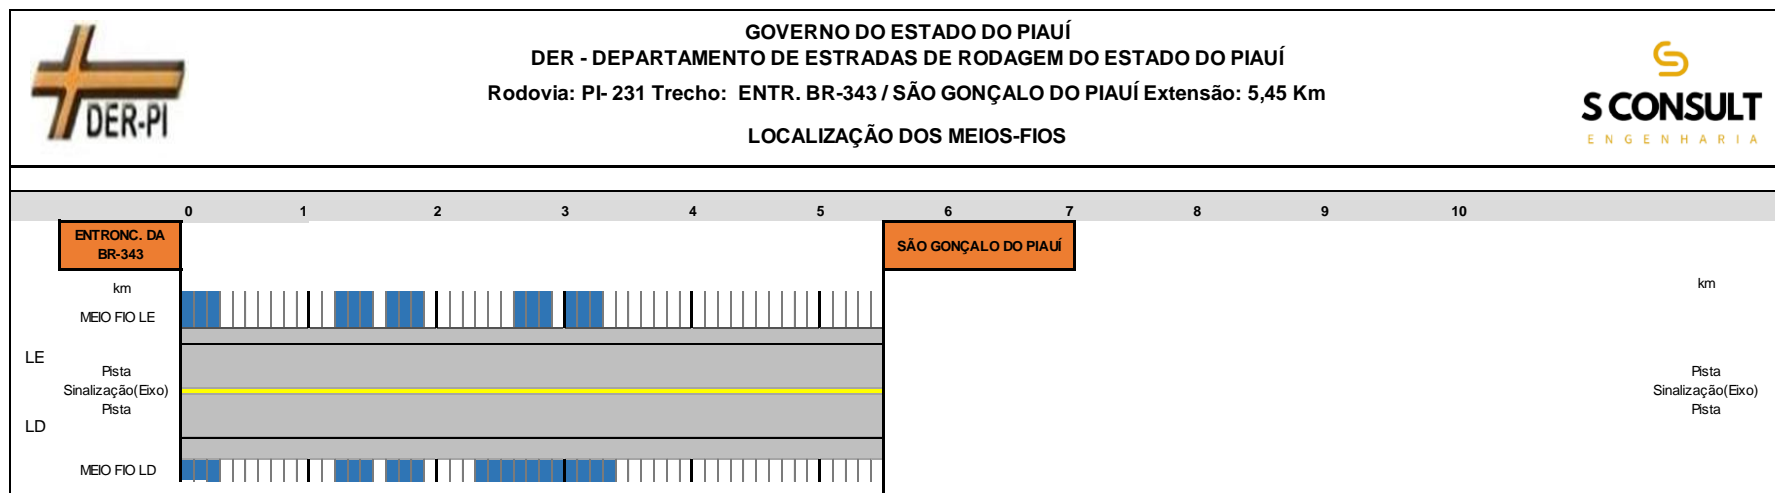 GOVERNO DO ESTADO DO PIAUÍ
DER - DEPARTAMENTO DE ESTRADAS DE RODAGEM DO ESTADO DO PIAUÍ
Rodovia: PI- 231 Trecho: ENTR. BR-343 / SÃO GONÇALO DO PIAUÍ Extensão: 5,45 Km
LOCALIZAÇÃO DOS MEIOS-FIOS
DER-PI
S CONSULT
ENGENHARIA
0 1 2 3 4 5 6 7 8 9 10
ENTRONC. DA
BR-343
SÃO GONÇALO DO PIAUÍ
km
km
MEIO FIO LE
LE
Pista
Pista
Sinalização(Eixo)
Sinalização(Eixo)
Pista
Pista
LD
MEIO FIO LD